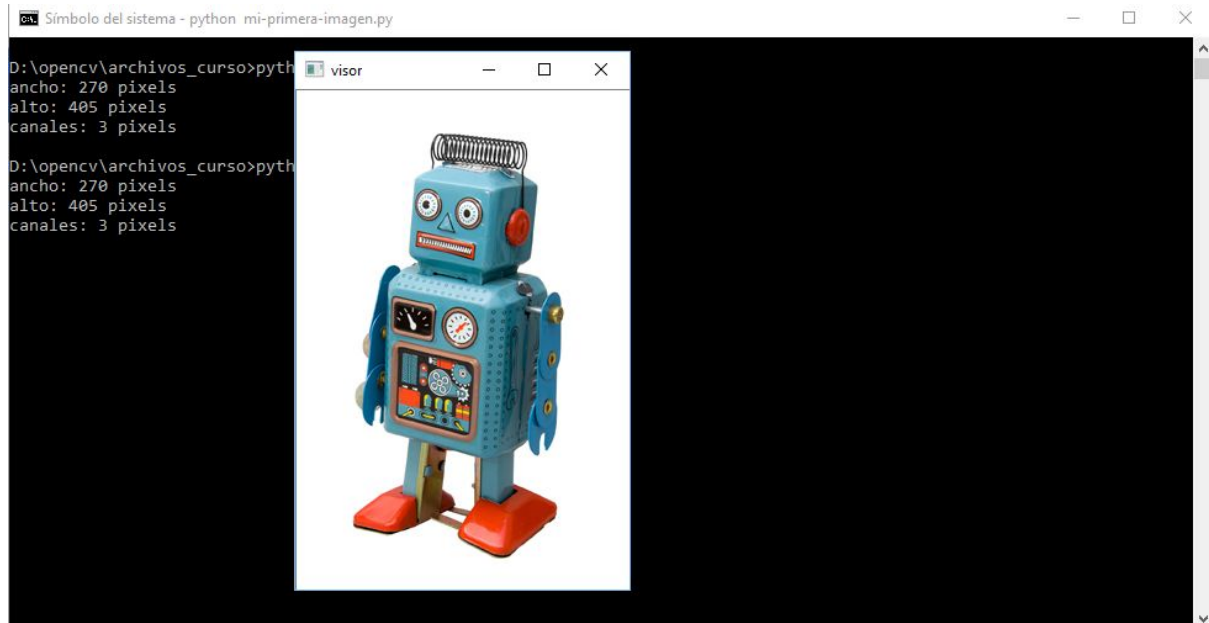 Símbolo del sistema - python mi-primera-imagen.py
D:\opencv\archivos_curso>pyth
ancho: 270 pixels
alto: 405 pixels
canales: 3 pixels
D:\opencv\archivos_curso>pyth
ancho: 270 pixels
alto: 405 pixels
canales: 3 pixels
visor